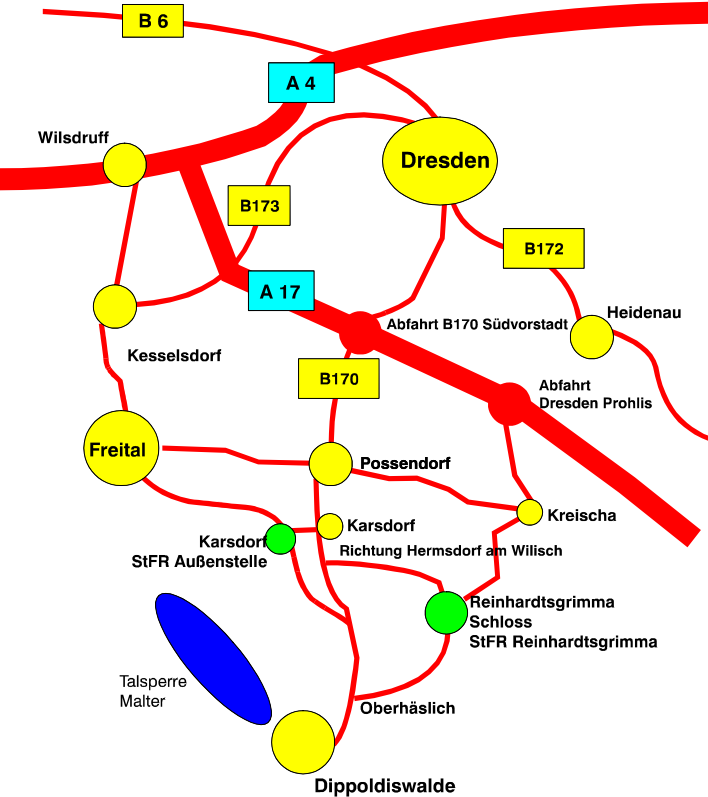 B 6
A 4
Wilsdruff
Dresden
B173
B172
A 17
Heidenau
Abfahrt B170 Südvorstadt
Kesselsdorf
B170
Abfahrt
Dresden Prohlis
Freital
Possendorf
Kreischa
Karsdorf
Karsdorf
StFR Außenstelle
Richtung Hermsdorf am Wilisch
Reinhardtsgrimma
Schloss
StFR Reinhardtsgrimma
Talsperre
Malter
Oberhäslich
Dippoldiswalde